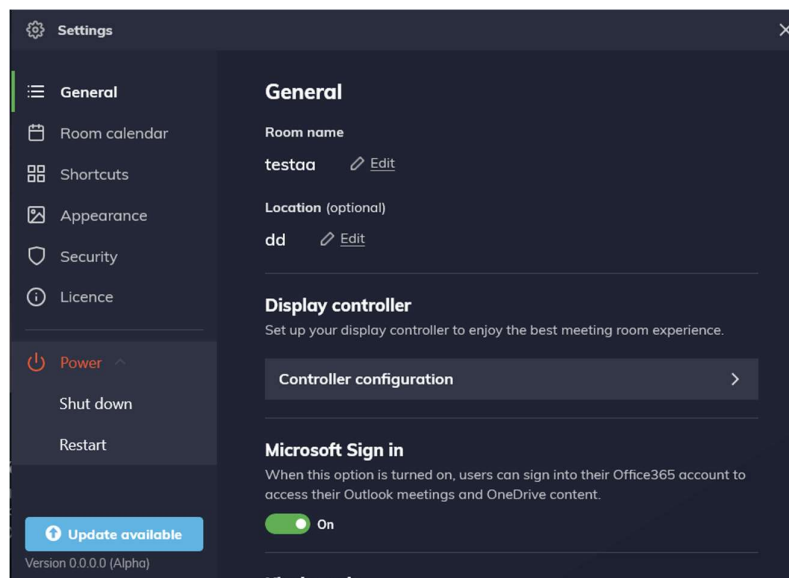 Settings
General
Room calendar
Shortcuts
Appearance
Security
Licence
Power
Shut down
Restart
Update available
Version 0.0.0.0 (Alpha)
General
Room name
testaa Edit
Location (optional)
dd Edit
Display controller
Set up your display controller to enjoy the best meeting room experience.
Controller configuration
Microsoft Sign in
When this option is turned on, users can sign into their Office365 account to
access their Outlook meetings and OneDrive content.
On